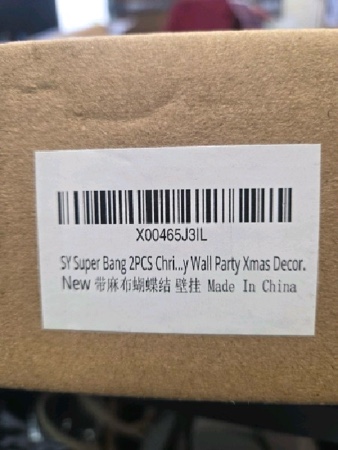 X00465J3IL
SY Super Bang 2PCS Chri...y Wall Party Xmas Decor.
New 带麻布蝴蝶结 壁挂 Made In China